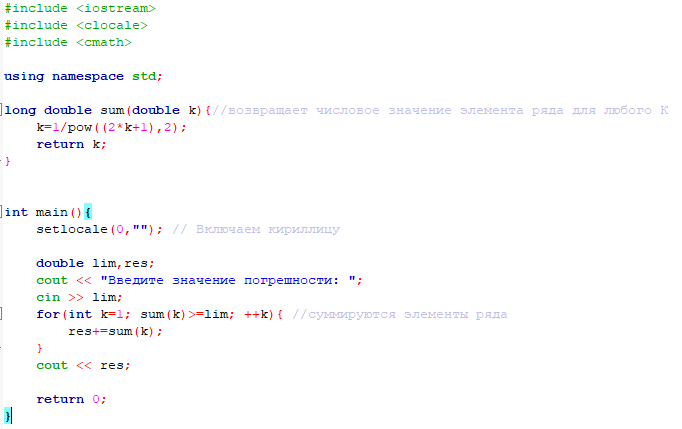 #include <iostream>
#include <clocale>
#include <cmath>
using namespace std;
long double sum(double k){//возвращает числовое значение элемента ряда для любого К
k=1/pow((2*k+1),2);
return k;
}
int main(){
setlocale(0,""); // Включаем кириллицу
double lim,res;
cout << "Введите значение погрешности: ";
cin >> lim;
for(int k=1; sum(k)>=lim; ++k){ //суммируются элементы ряда
res+=sum(k);
}
cout << res;
return 0;
}